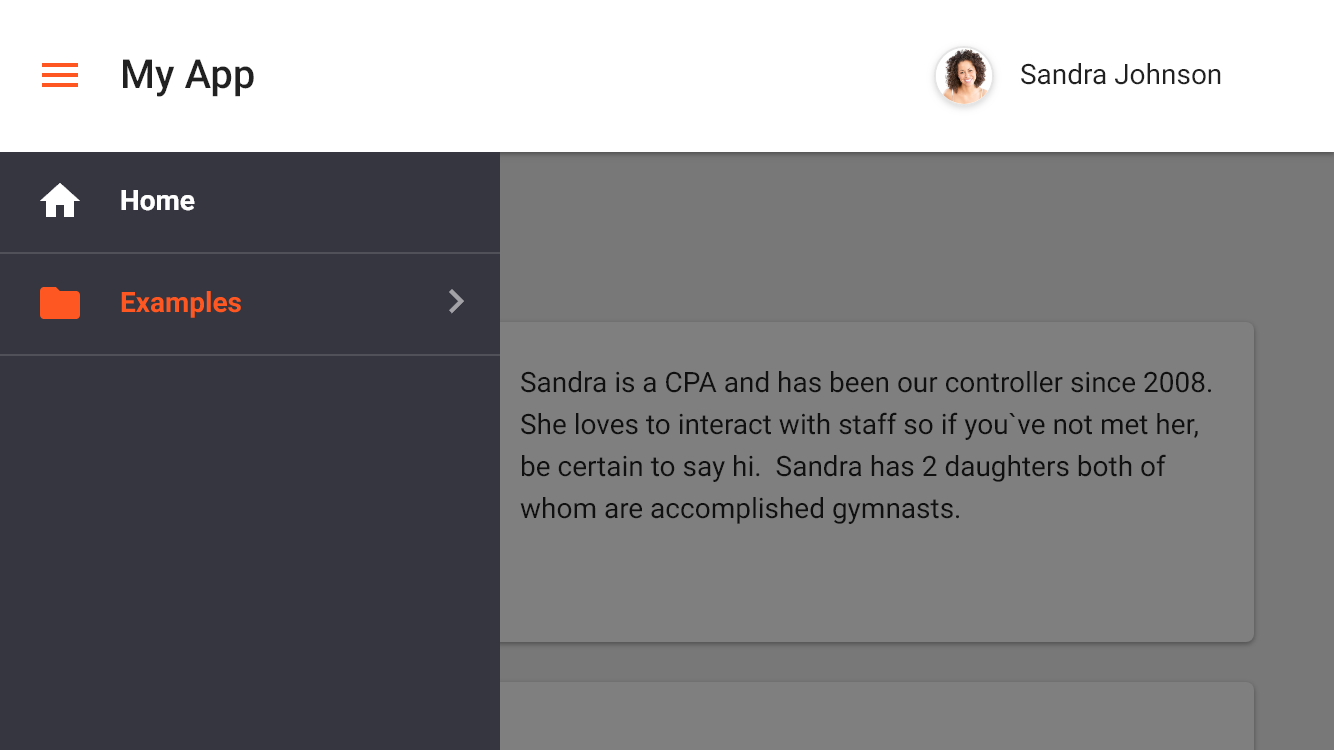 My App
Sandra Johnson
Home
Examples
Sandra is a CPA and has been our controller since 2008.
She loves to interact with staff so if you`ve not met her,
be certain to say hi.  Sandra has 2 daughters both of
whom are accomplished gymnasts.